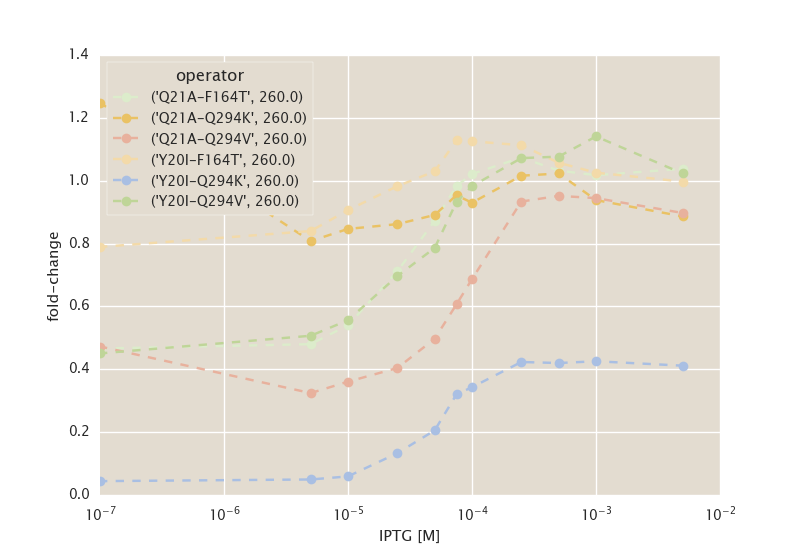 1.4
1.2
1.0
0.8
0.6
0.4
0.2
0.0
fold-change
operator
('Q21A-F164T', 260.0)
('Q21A-Q294K', 260.0)
('Q21A-Q294V', 260.0)
('Y20I-F164T', 260.0)
('Y20I-Q294K', 260.0)
('Y20I-Q294V', 260.0)
10⁻⁷ 10⁻⁶ 10⁻⁵ 10⁻⁴ 10⁻³ 10⁻²
IPTG [M]